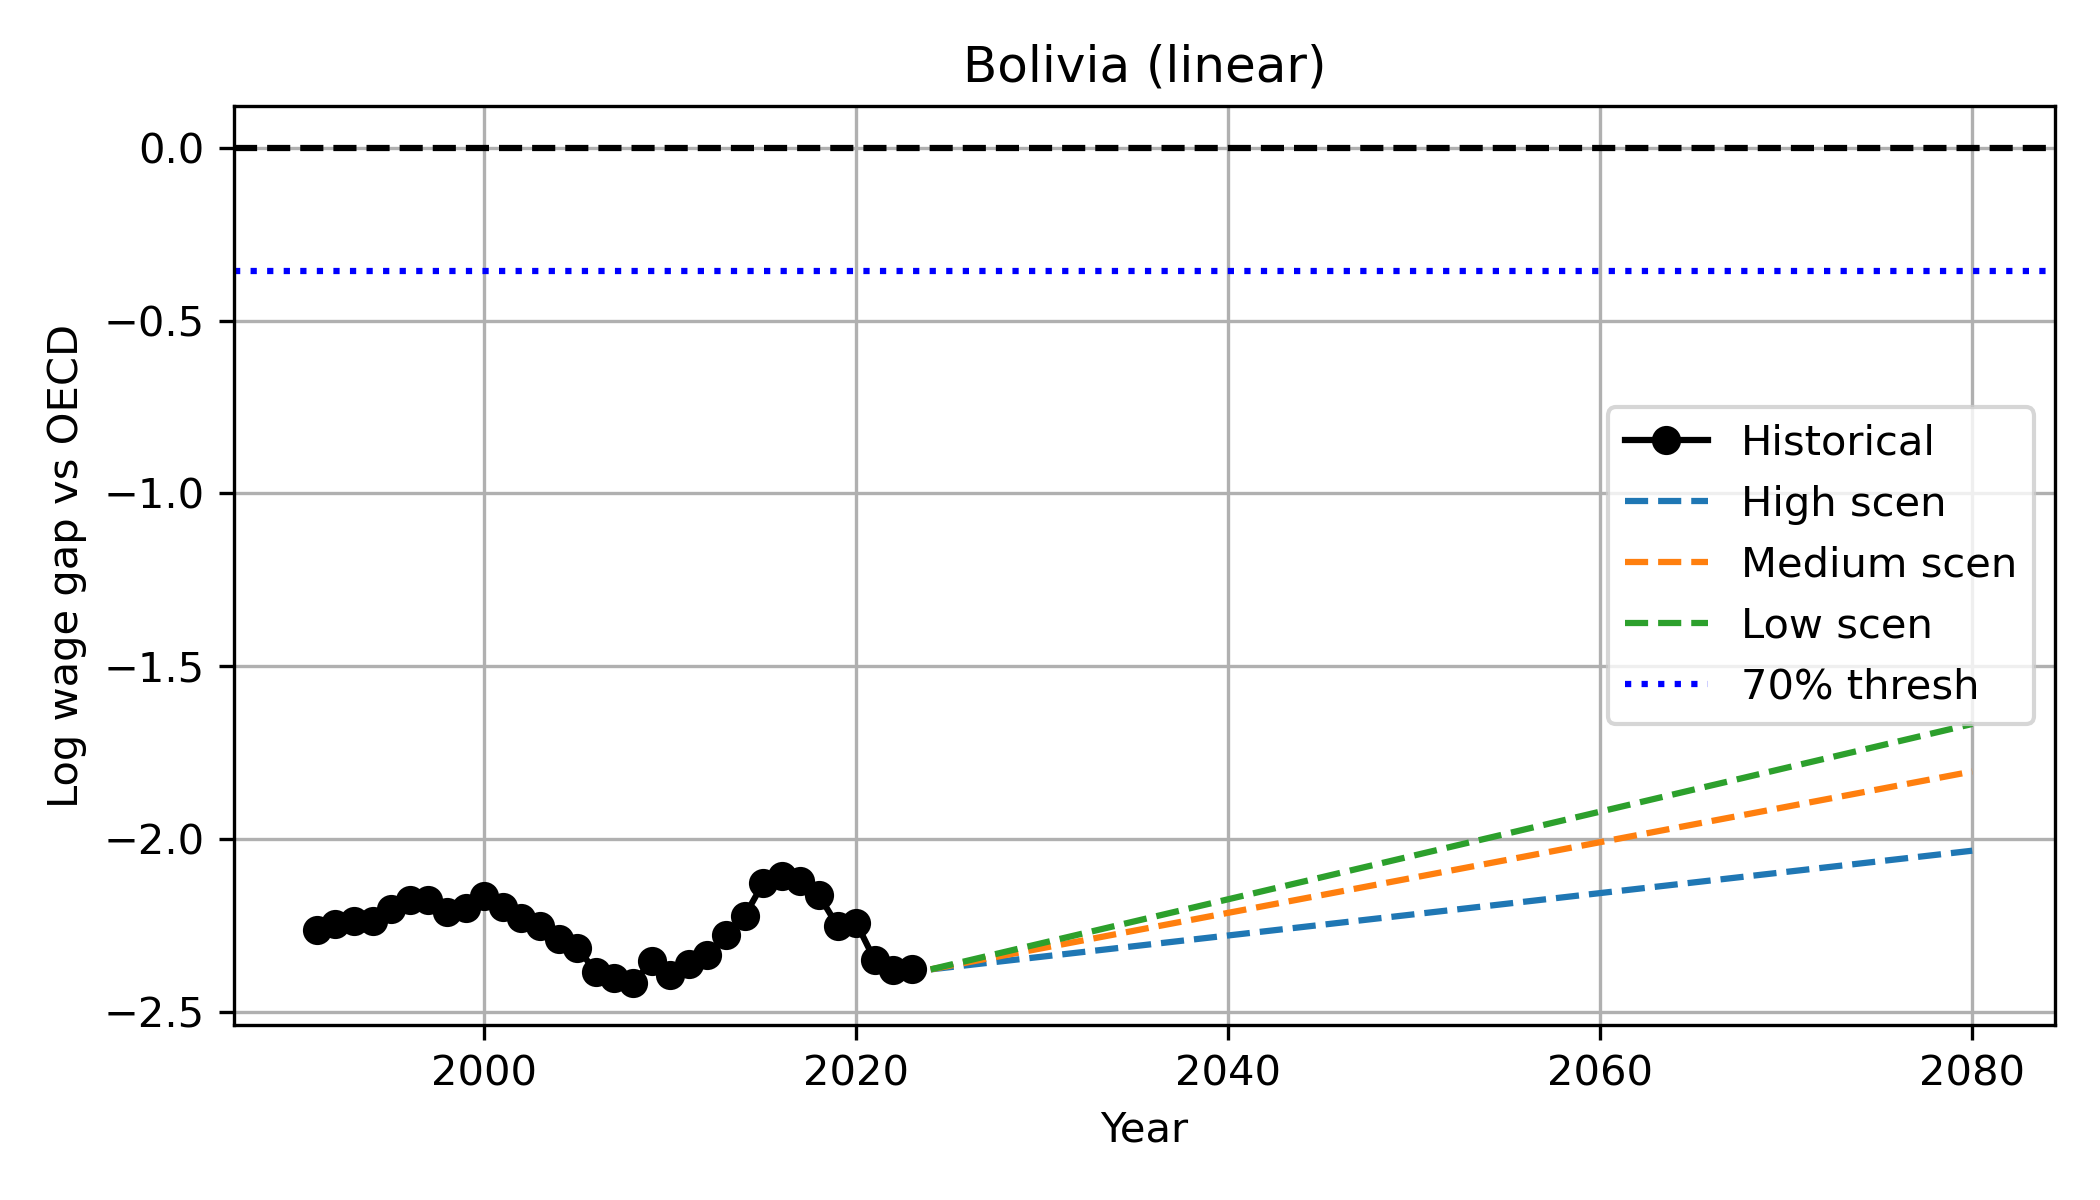 Bolivia (linear)
Log wage gap vs OECD
0.0
−0.5
−1.0
−1.5
−2.0
−2.5
Historical
High scen
Medium scen
Low scen
70% thresh
2000 2020 2040 2060 2080
Year